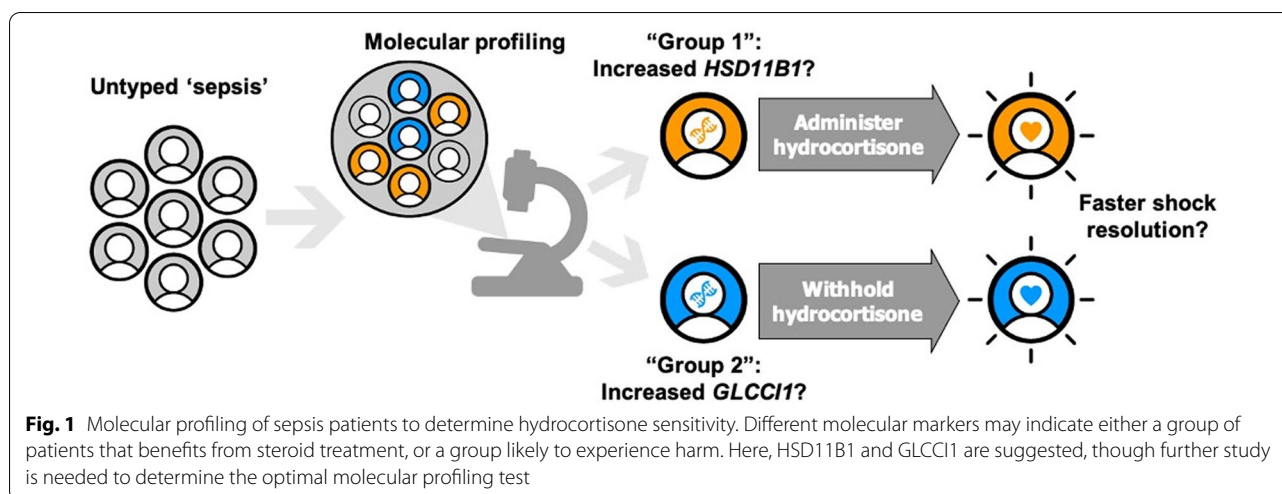 Untyped 'sepsis'
Molecular profiling
“Group 1”:
Increased HSD11B1?
Administer
hydrocortisone
Faster shock
resolution?
Withhold
hydrocortisone
“Group 2”:
Increased GLCCI1?
Fig. 1 Molecular profiling of sepsis patients to determine hydrocortisone sensitivity. Different molecular markers may indicate either a group of
patients that benefits from steroid treatment, or a group likely to experience harm. Here, HSD11B1 and GLCCI1 are suggested, though further study
is needed to determine the optimal molecular profiling test